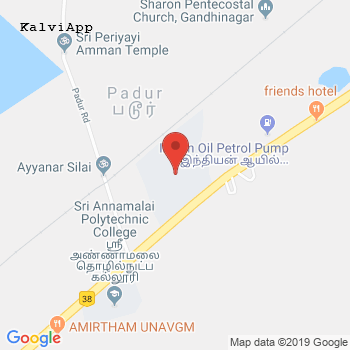 Sharon Pentecostal
Church, Gandhinagar
KalviApp
Sri Periyayi
Amman Temple
Padur
படூர்
Padur Rd
friends hotel
Oil Petrol Pump
இந்தியன் ஆயில்...
Ayyanar Silai
Sri Annamalai
Polytechnic
College
ஸ்ரீ
அண்ணாமலை
தொழில்நுட்ப
கல்லூரி
38
AMIRTHAM UNAVGM
Google
Map data ©2019 Google